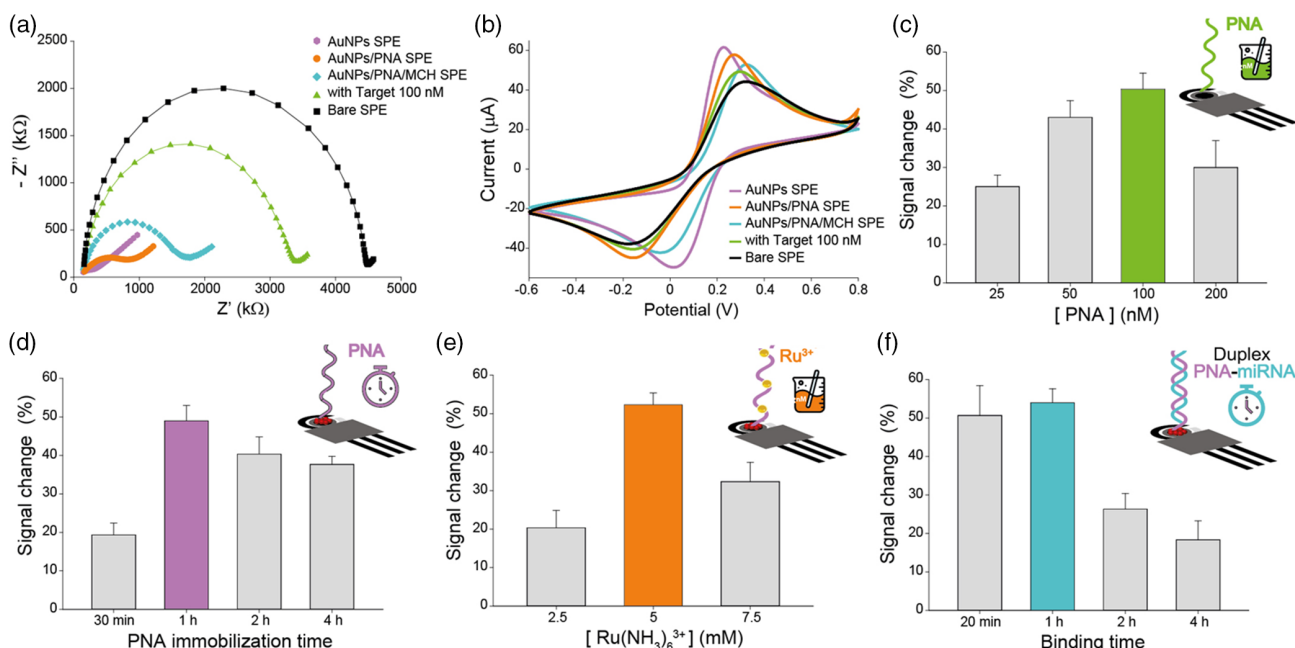 (a)
2500
2000
1500
1000
500
0
- Z'' (kΩ)
0 1000 2000 3000 4000 5000
Z' (kΩ)
AuNPs SPE
AuNPs/PNA SPE
AuNPs/PNA/MCH SPE
with Target 100 nM
Bare SPE
(b)
60
40
20
0
-20
-40
Current (µA)
-0.6 -0.4 -0.2 0 0.2 0.4 0.6 0.8
Potential (V)
AuNPs SPE
AuNPs/PNA SPE
AuNPs/PNA/MCH SPE
with Target 100 nM
Bare SPE
(c)
PNA
60
50
40
30
20
10
0
Signal change (%)
25 50 100 200
[ PNA ] (nM)
(d)
PNA
60
50
40
30
20
10
0
Signal change (%)
30 min 1 h 2 h 4 h
PNA immobilization time
(e)
Ru³⁺
60
50
40
30
20
10
0
Signal change (%)
2.5 5 7.5
[ Ru(NH₃)₆³⁺] (mM)
(f)
Duplex
PNA-miRNA
60
50
40
30
20
10
0
Signal change (%)
20 min 1 h 2 h 4 h
Binding time